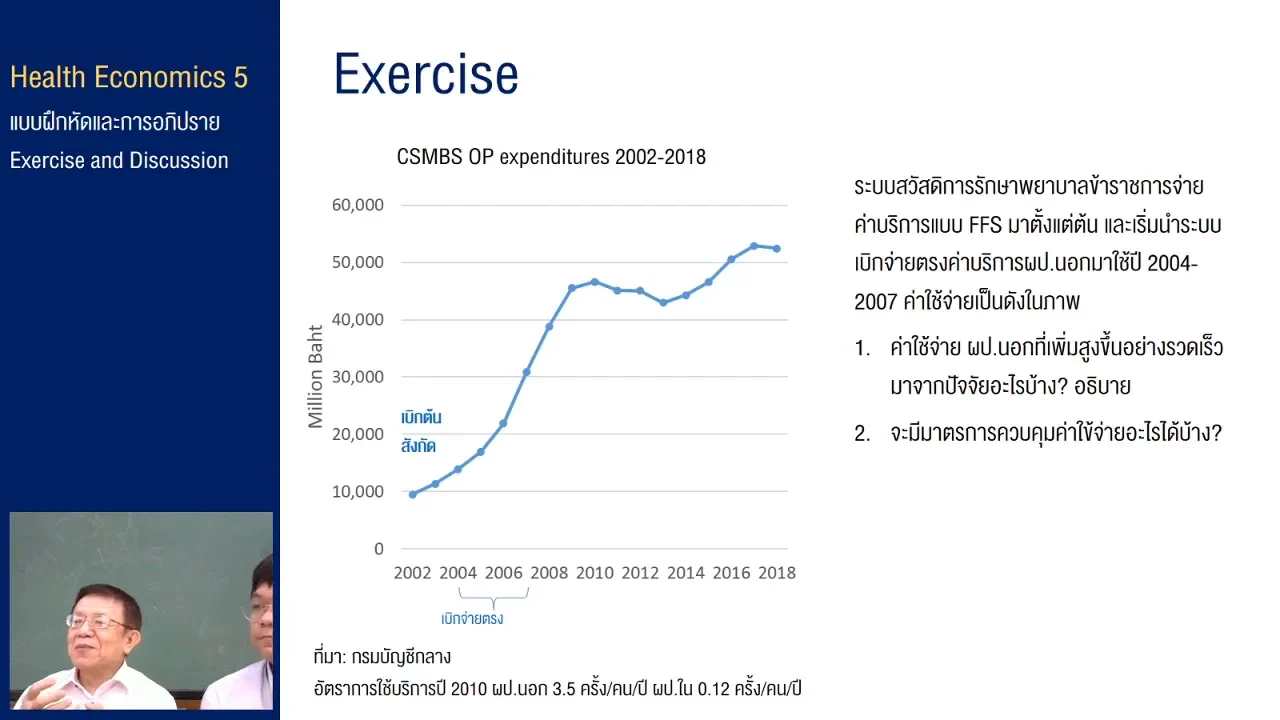 Health Economics 5
แบบฝึกหัดและการอภิปราย
Exercise and Discussion
Exercise
CSMBS OP expenditures 2002-2018
60,000
50,000
40,000
30,000
20,000
10,000
0
Million Baht
เบิกต้น
สังกัด
2002 2004 2006 2008 2010 2012 2014 2016 2018
เบิกจ่ายตรง
ที่มา: กรมบัญชีกลาง
อัตราการใช้บริการปี 2010 ผป.นอก 3.5 ครั้ง/คน/ปี ผป.ใน 0.12 ครั้ง/คน/ปี
ระบบสวัสดิการรักษาพยาบาลข้าราชการจ่าย
ค่าบริการแบบ FFS มาตั้งแต่ต้น และเริ่มนำระบบ
เบิกจ่ายตรงค่าบริการผป.นอกมาใช้ปี 2004-
2007 ค่าใช้จ่ายเป็นดังในภาพ
1. ค่าใช้จ่าย ผป.นอกที่เพิ่มสูงขึ้นอย่างรวดเร็ว
มาจากปัจจัยอะไรบ้าง? อธิบาย
2. จะมีมาตรการควบคุมค่าใข้จ่ายอะไรได้บ้าง?